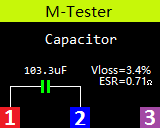 M-Tester
Capacitor
103.3uF
Vloss=3.4%
ESR=0.71Ω
1 2 3